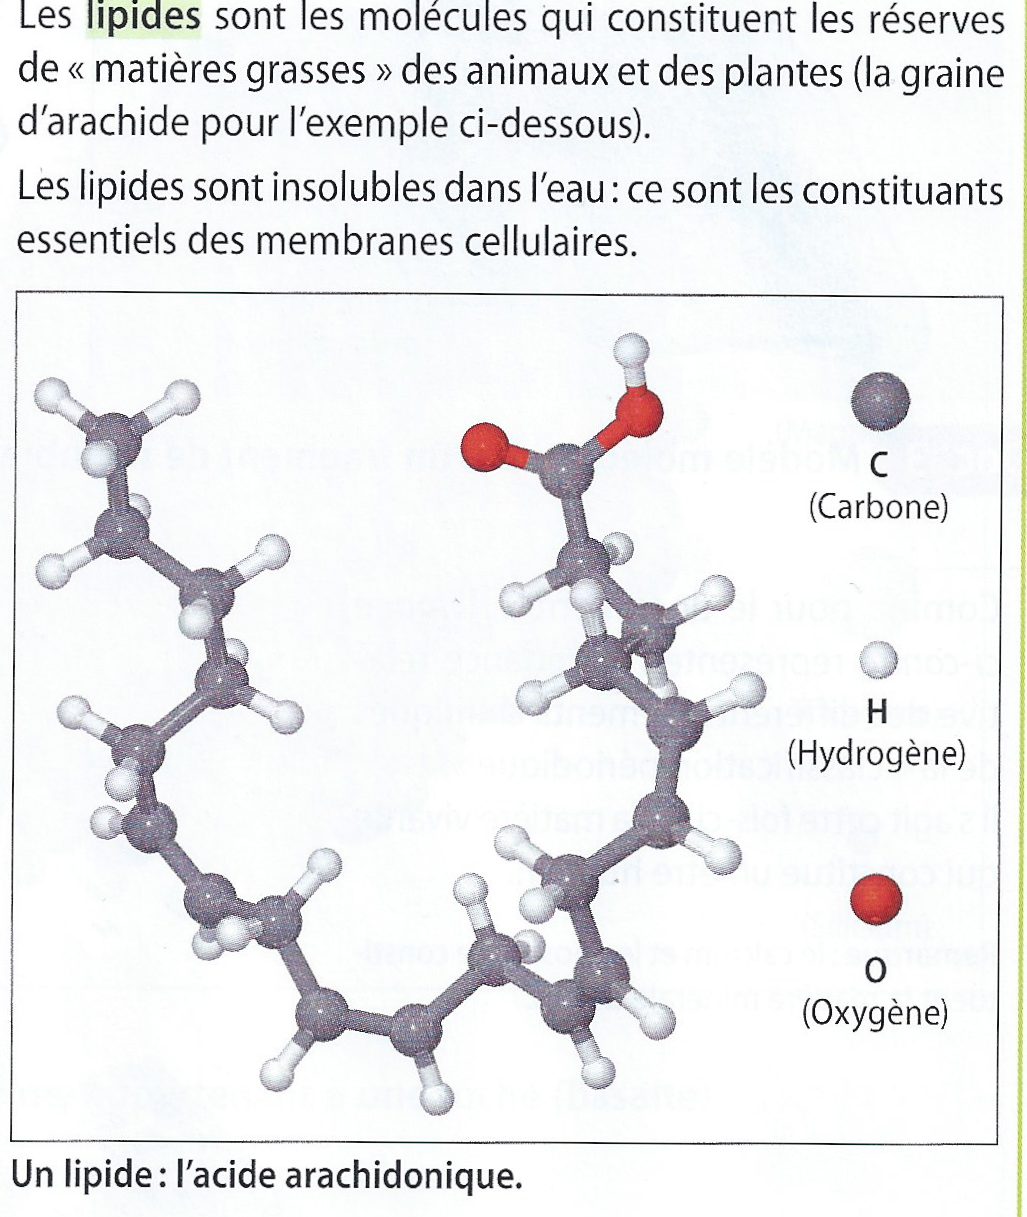 Les lipides sont les molécules qui constituent les réserves
de « matières grasses » des animaux et des plantes (la graine
d'arachide pour l'exemple ci-dessous).
Les lipides sont insolubles dans l'eau : ce sont les constituants
essentiels des membranes cellulaires.
C
(Carbone)
H
(Hydrogène)
O
(Oxygène)
Un lipide : l'acide arachidonique.